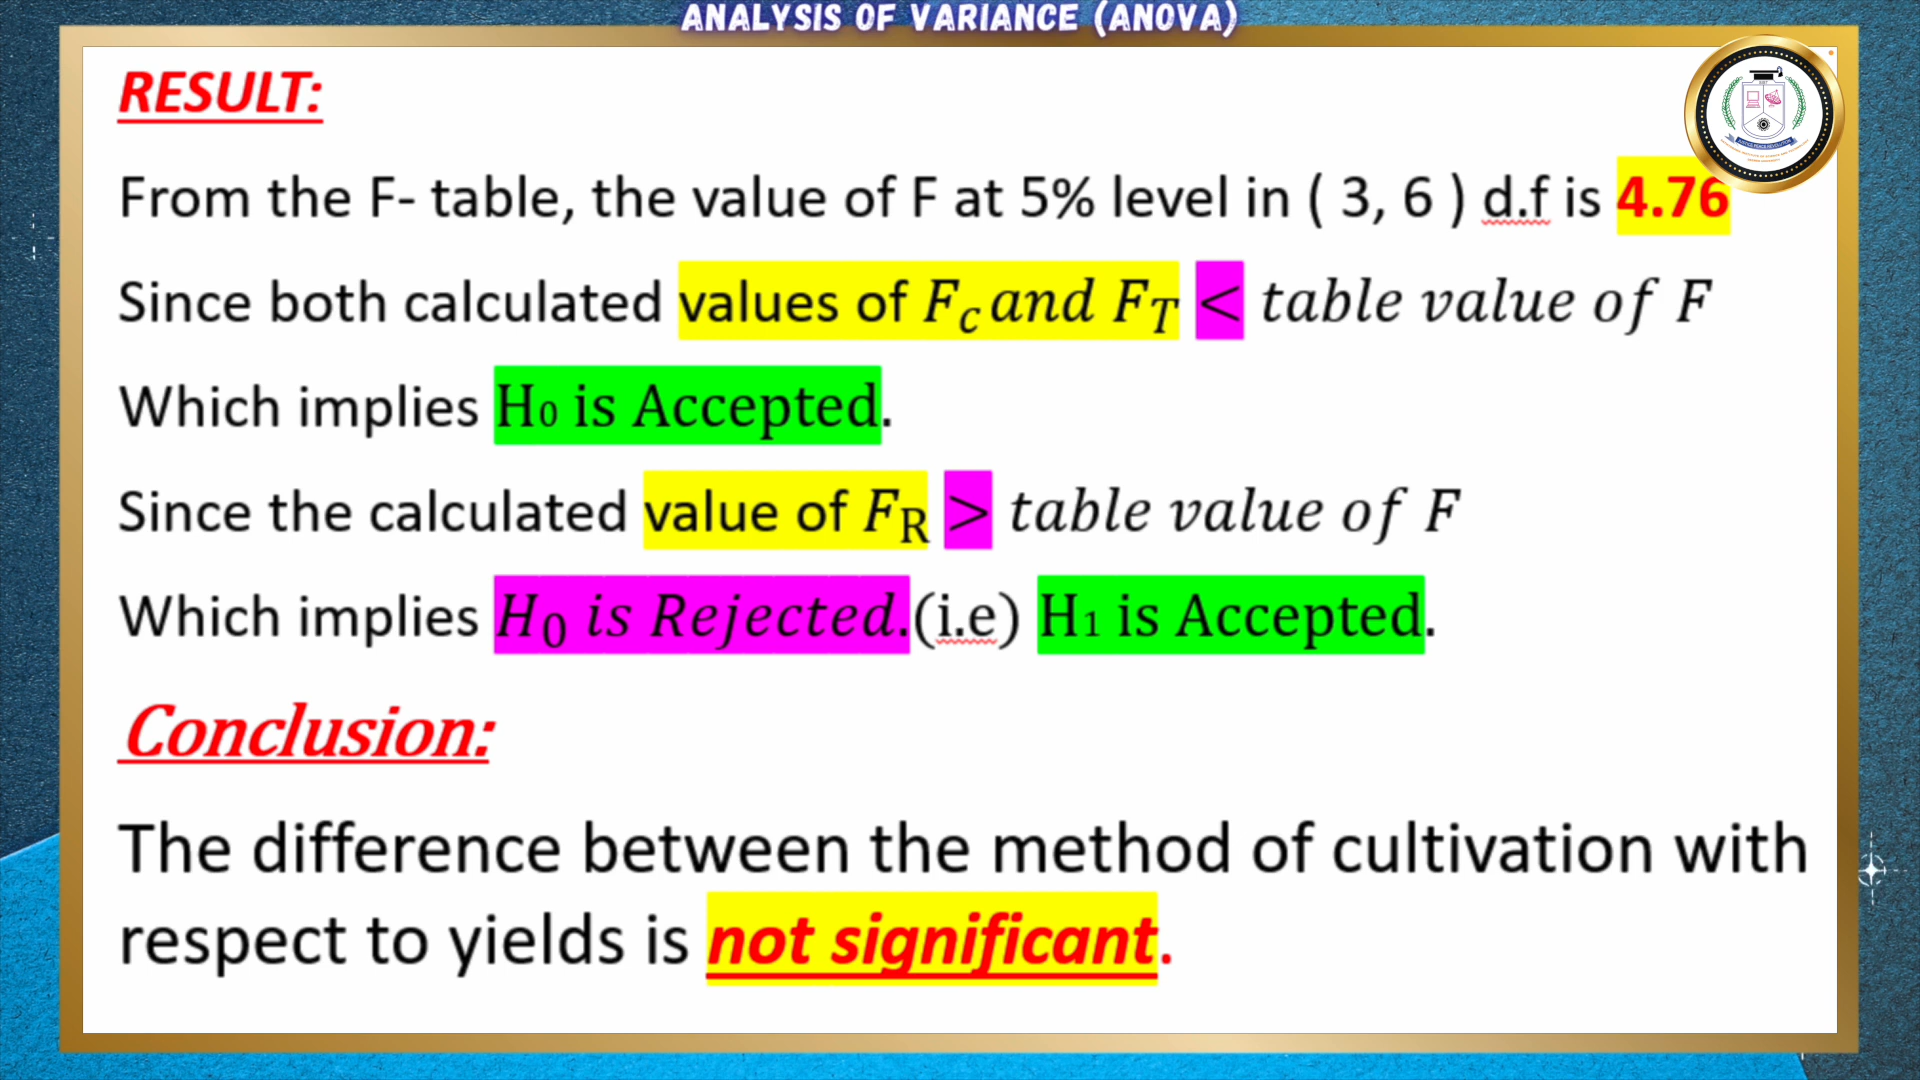 ANALYSIS OF VARIANCE (ANOVA)
RESULT:
From the F- table, the value of F at 5% level in ( 3, 6 ) d.f is 4.76
Since both calculated values of F_c and F_T < table value of F
Which implies H₀ is Accepted.
Since the calculated value of F_R > table value of F
Which implies H₀ is Rejected.(i.e) H₁ is Accepted.
Conclusion:
The difference between the method of cultivation with
respect to yields is not significant.